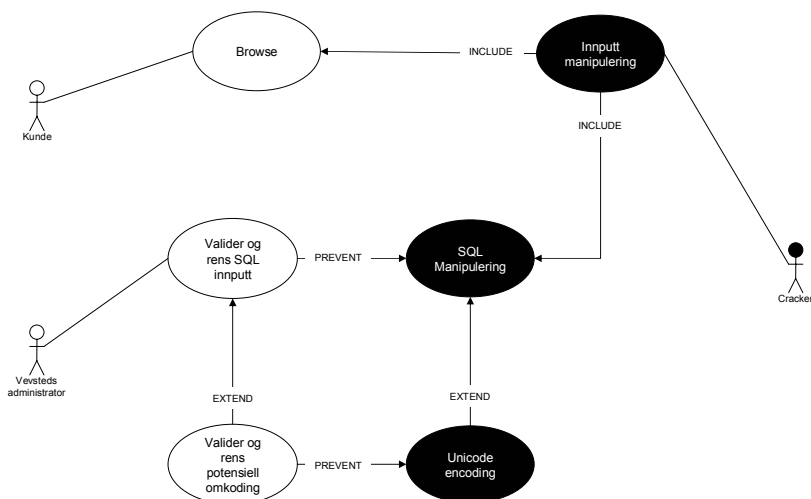 Browse
INCLUDE
Innputt
manipulering
Kunde
INCLUDE
Valider og
rens SQL
innputt
PREVENT
SQL
Manipulering
Cracker
Vevsteds
administrator
EXTEND
EXTEND
Valider og
rens
potensiell
omkoding
PREVENT
Unicode
encoding